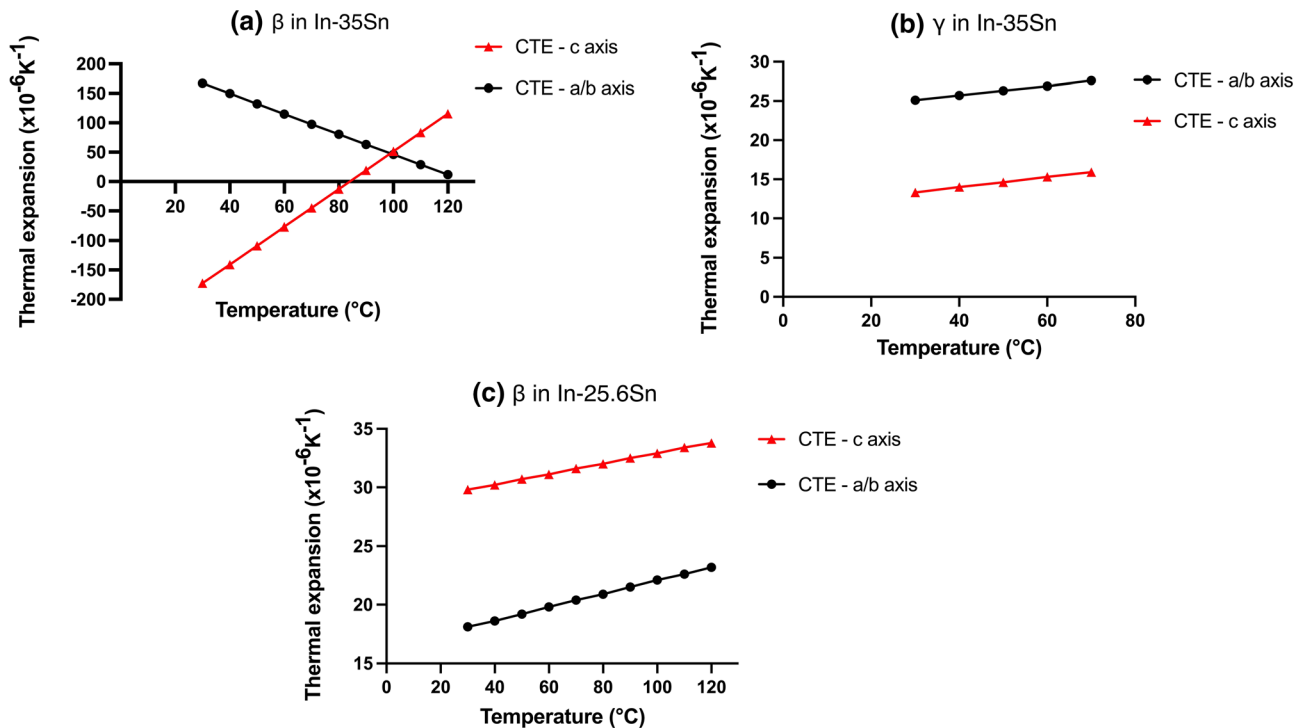 (a) β in In-35Sn
Thermal expansion (x10-6K-1)
200
150
100
50
0
-50
-100
-150
-200
20 40 60 80 100 120
Temperature (°C)
CTE - c axis
CTE - a/b axis
(b) γ in In-35Sn
Thermal expansion (x10-6K-1)
30
25
20
15
10
5
0
0 20 40 60 80
Temperature (°C)
CTE - a/b axis
CTE - c axis
(c) β in In-25.6Sn
Thermal expansion (x10-6K-1)
35
30
25
20
15
0 20 40 60 80 100 120
Temperature (°C)
CTE - c axis
CTE - a/b axis